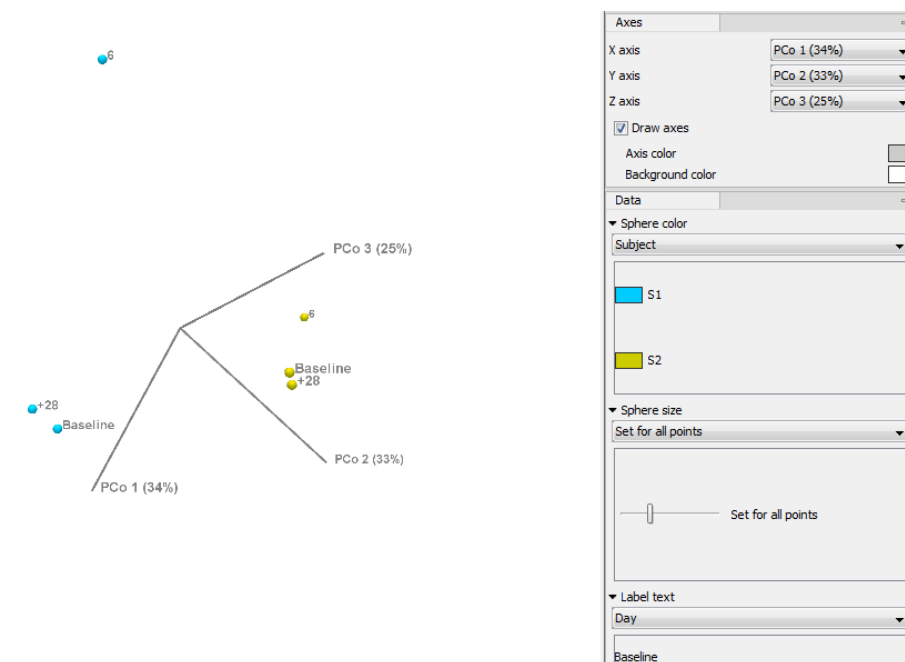 6
PCo 3 (25%)
6
Baseline
+28
+28
Baseline
PCo 2 (33%)
PCo 1 (34%)
Axes
X axis PCo 1 (34%)
Y axis PCo 2 (33%)
Z axis PCo 3 (25%)
Draw axes
Axis color
Background color
Data
Sphere color
Subject
S1
S2
Sphere size
Set for all points
Set for all points
Label text
Day
Baseline